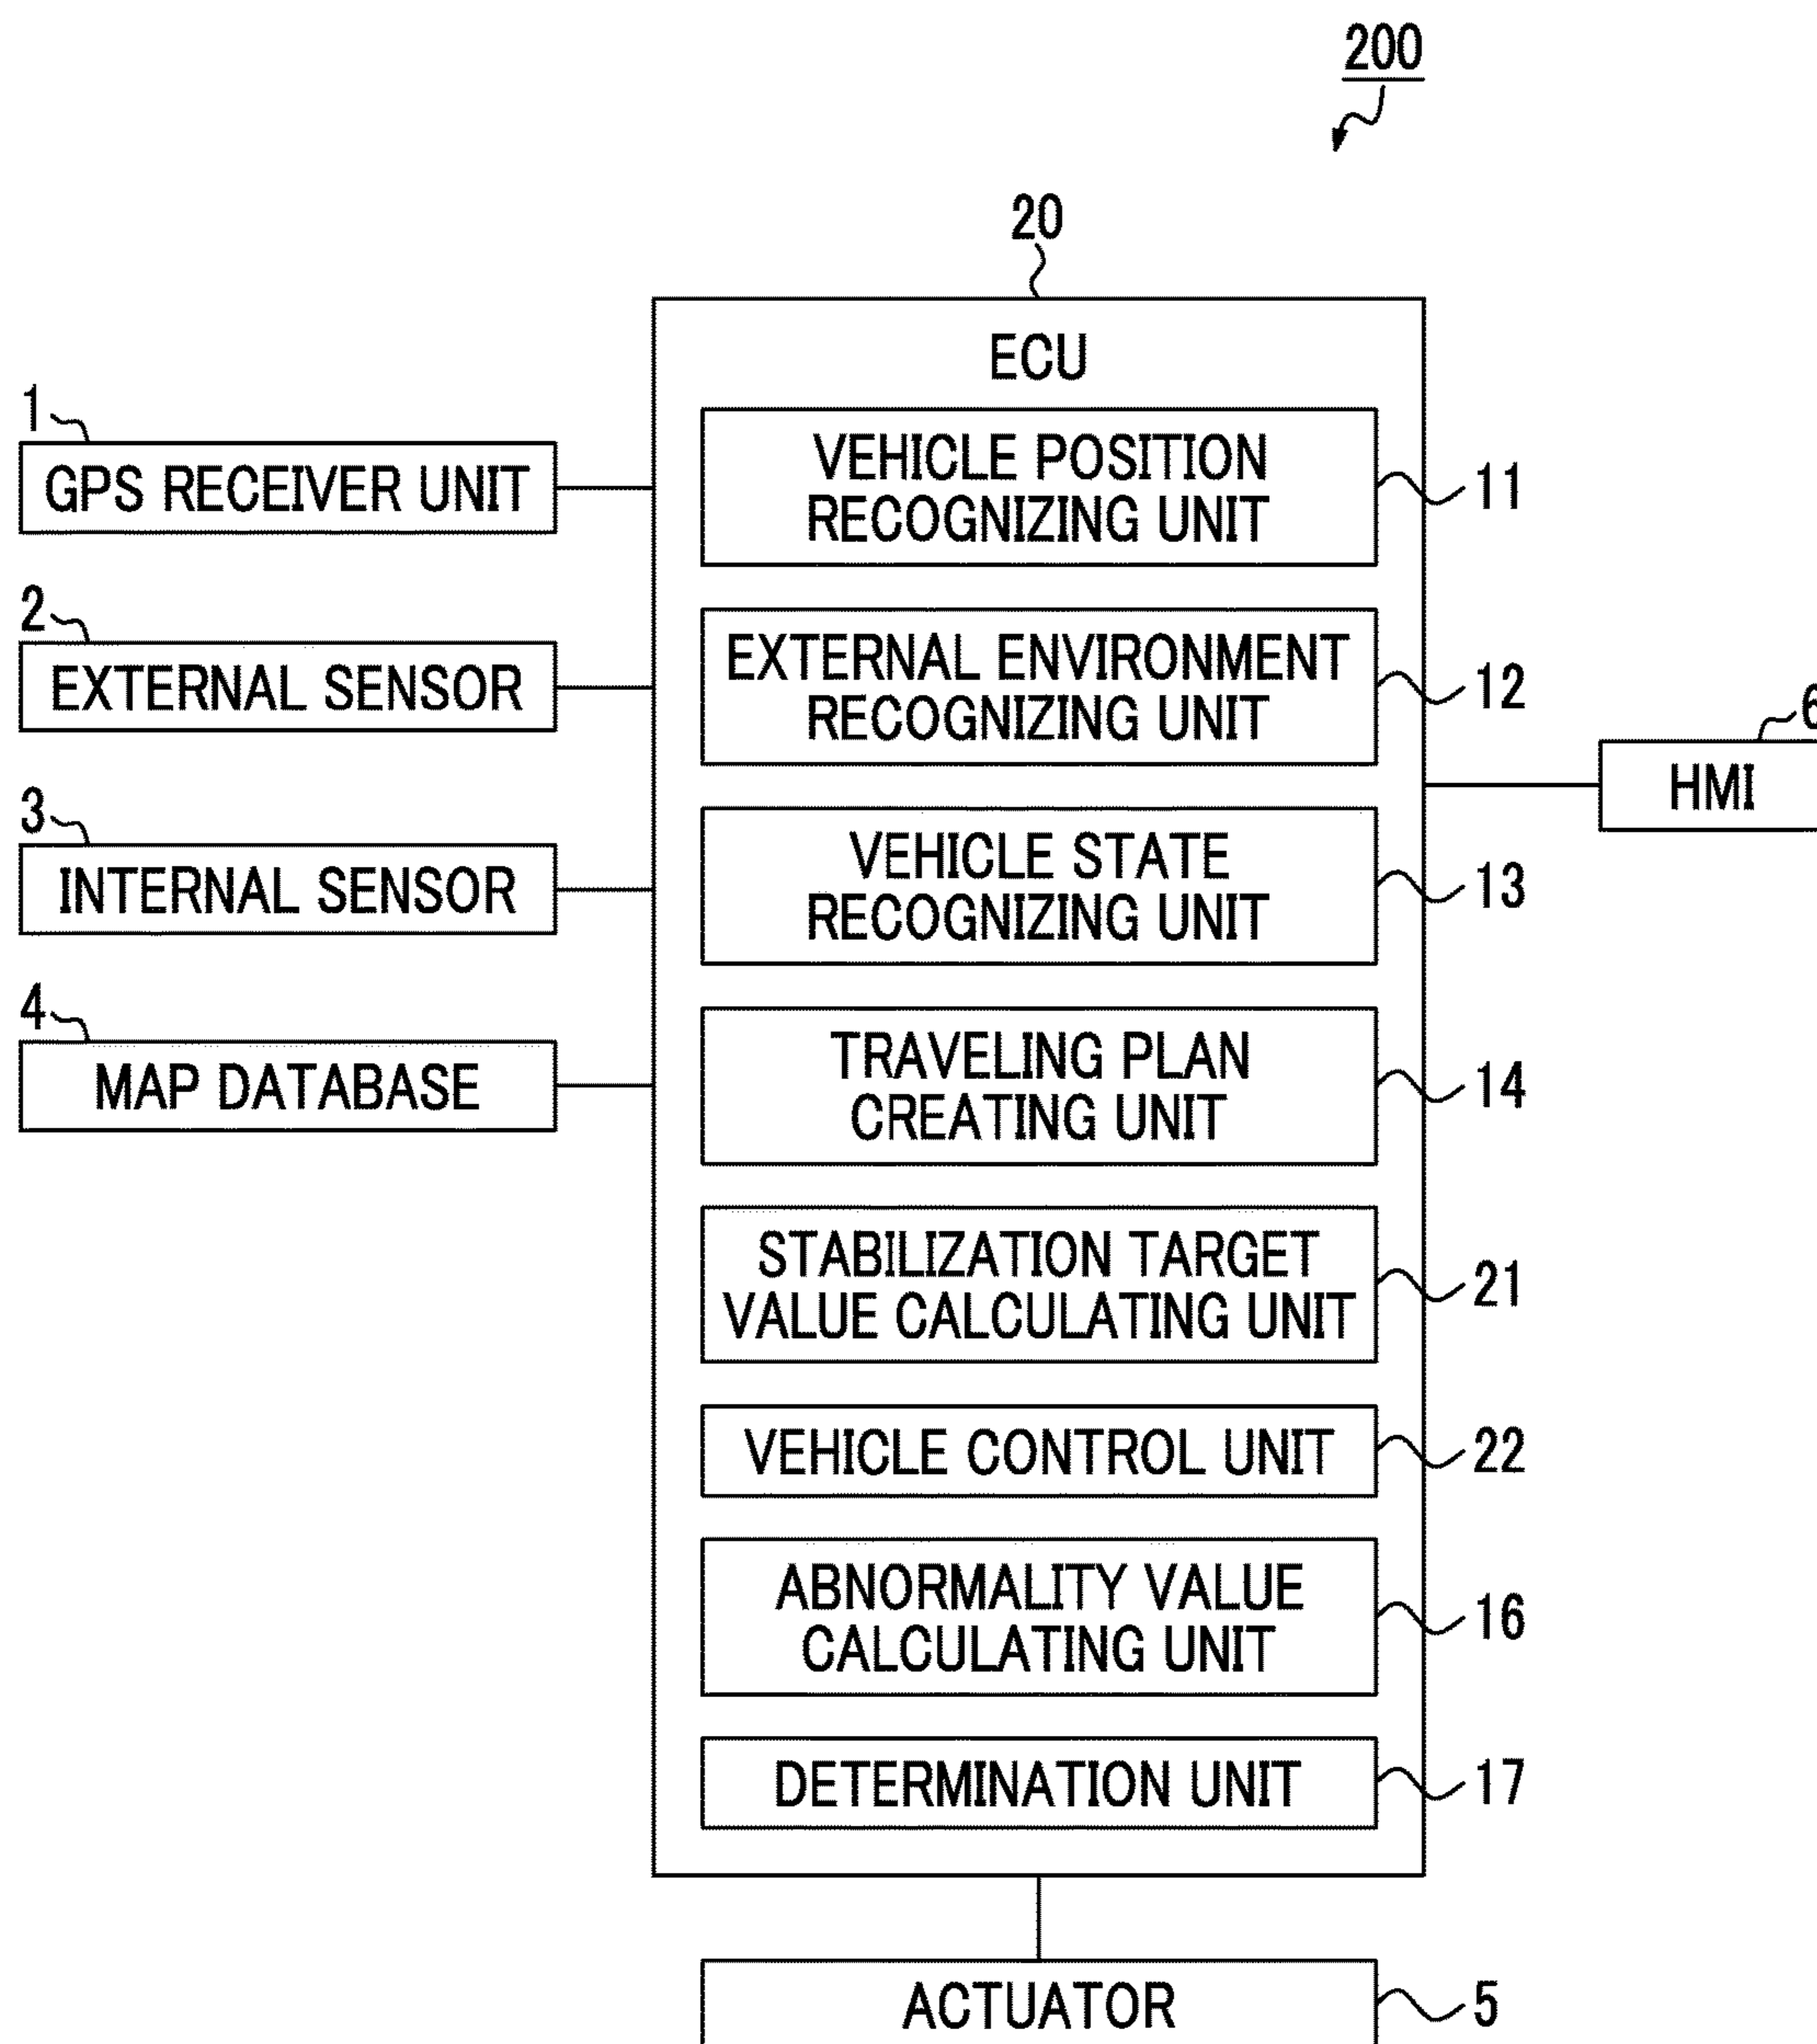 200
20
ECU
1
GPS RECEIVER UNIT
2
EXTERNAL SENSOR
3
INTERNAL SENSOR
4
MAP DATABASE
VEHICLE POSITION
RECOGNIZING UNIT
11
EXTERNAL ENVIRONMENT
RECOGNIZING UNIT
12
VEHICLE STATE
RECOGNIZING UNIT
13
TRAVELING PLAN
CREATING UNIT
14
STABILIZATION TARGET
VALUE CALCULATING UNIT
21
VEHICLE CONTROL UNIT
22
ABNORMALITY VALUE
CALCULATING UNIT
16
DETERMINATION UNIT
17
6
HMI
ACTUATOR
5